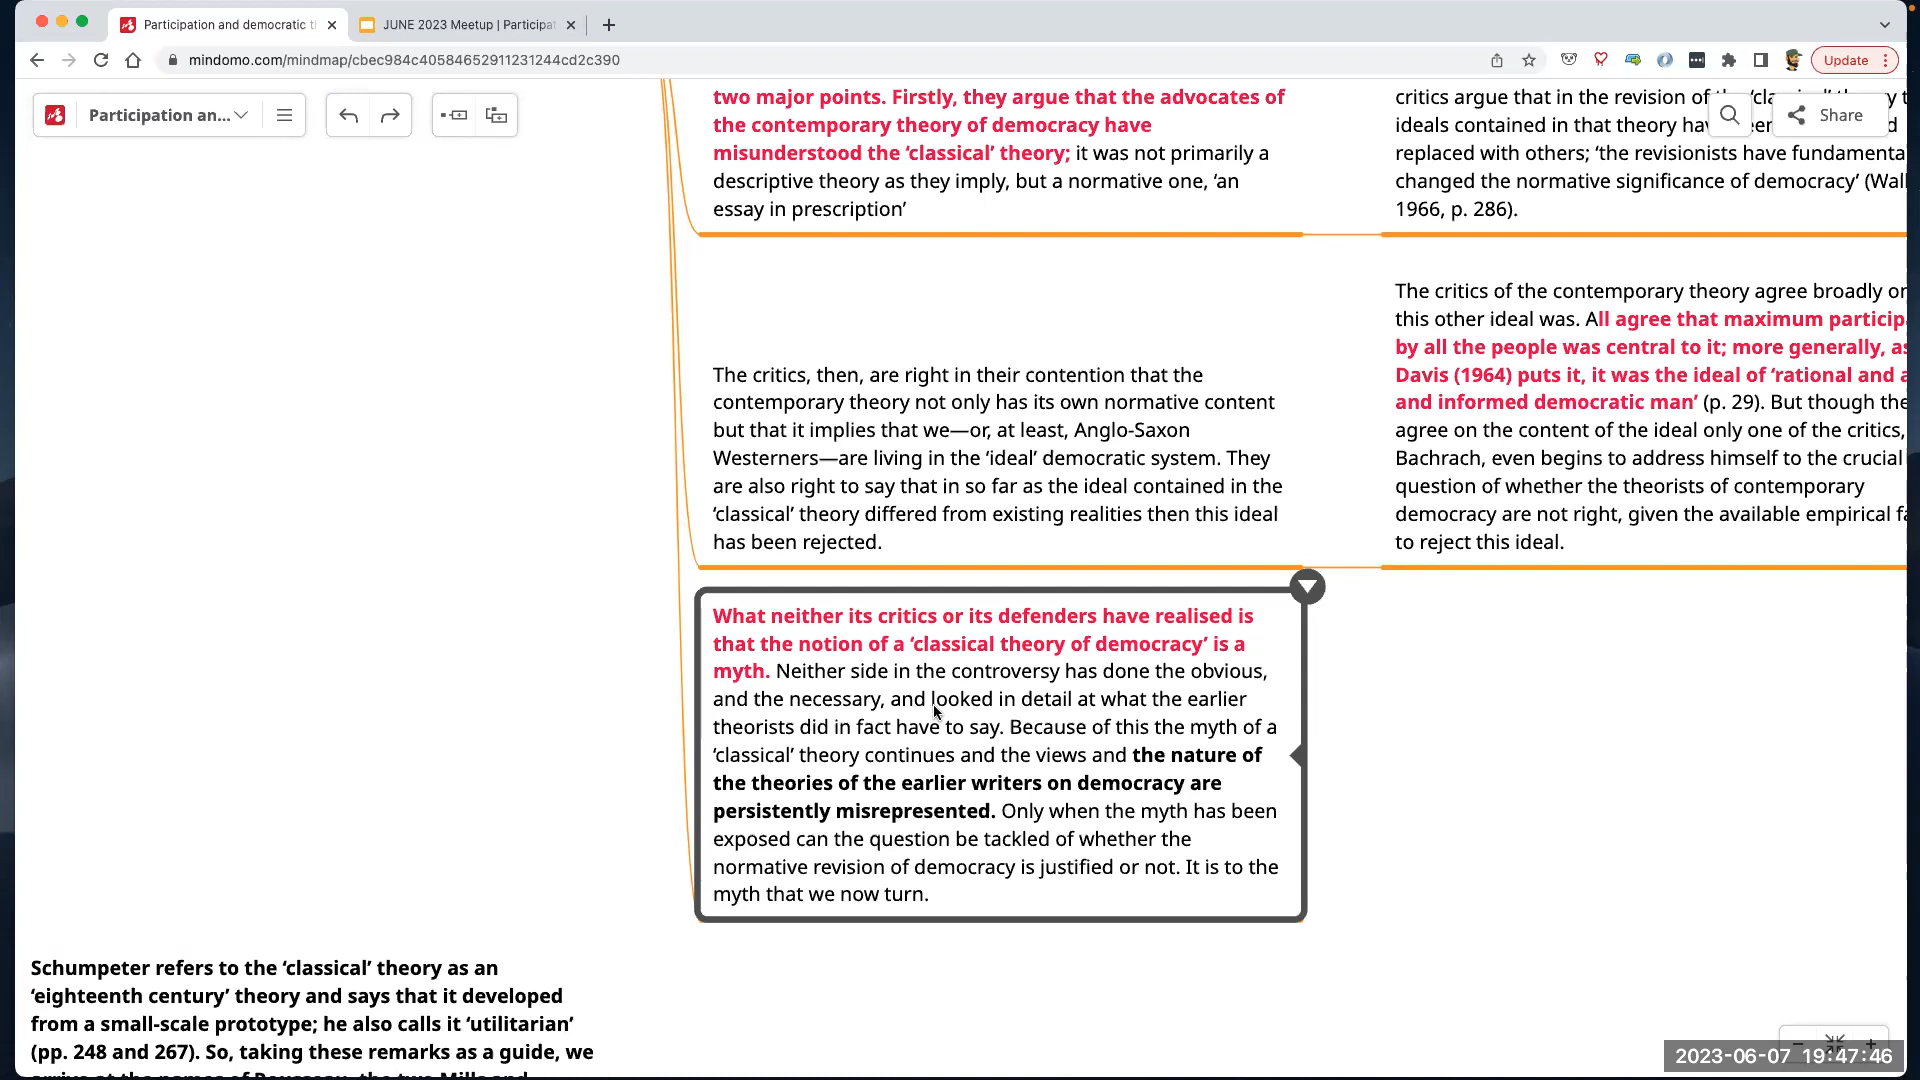 Participation and democratic t
JUNE 2023 Meetup | Participat
mindomo.com/mindmap/cbec984c40584652911231244cd2c390
Update
Participation an...
Share
two major points. Firstly, they argue that the advocates of
the contemporary theory of democracy have
misunderstood the ‘classical’ theory; it was not primarily a
descriptive theory as they imply, but a normative one, ‘an
essay in prescription’
critics argue that in the revision of
ideals contained in that theory
replaced with others; ‘the revisionists have fundamenta
changed the normative significance of democracy’ (Wal
1966, p. 286).
The critics, then, are right in their contention that the
contemporary theory not only has its own normative content
but that it implies that we—or, at least, Anglo-Saxon
Westerners—are living in the ‘ideal’ democratic system. They
are also right to say that in so far as the ideal contained in the
‘classical’ theory differed from existing realities then this ideal
has been rejected.
The critics of the contemporary theory agree broadly on
this other ideal was. All agree that maximum particip
by all the people was central to it; more generally, as
Davis (1964) puts it, it was the ideal of ‘rational and a
and informed democratic man’ (p. 29). But though the
agree on the content of the ideal only one of the critics,
Bachrach, even begins to address himself to the crucial
question of whether the theorists of contemporary
democracy are not right, given the available empirical fa
to reject this ideal.
What neither its critics or its defenders have realised is
that the notion of a ‘classical theory of democracy’ is a
myth. Neither side in the controversy has done the obvious,
and the necessary, and looked in detail at what the earlier
theorists did in fact have to say. Because of this the myth of a
‘classical’ theory continues and the views and the nature of
the theories of the earlier writers on democracy are
persistently misrepresented. Only when the myth has been
exposed can the question be tackled of whether the
normative revision of democracy is justified or not. It is to the
myth that we now turn.
Schumpeter refers to the ‘classical’ theory as an
‘eighteenth century’ theory and says that it developed
from a small-scale prototype; he also calls it ‘utilitarian’
(pp. 248 and 267). So, taking these remarks as a guide, we
2023-06-07 19:47:46